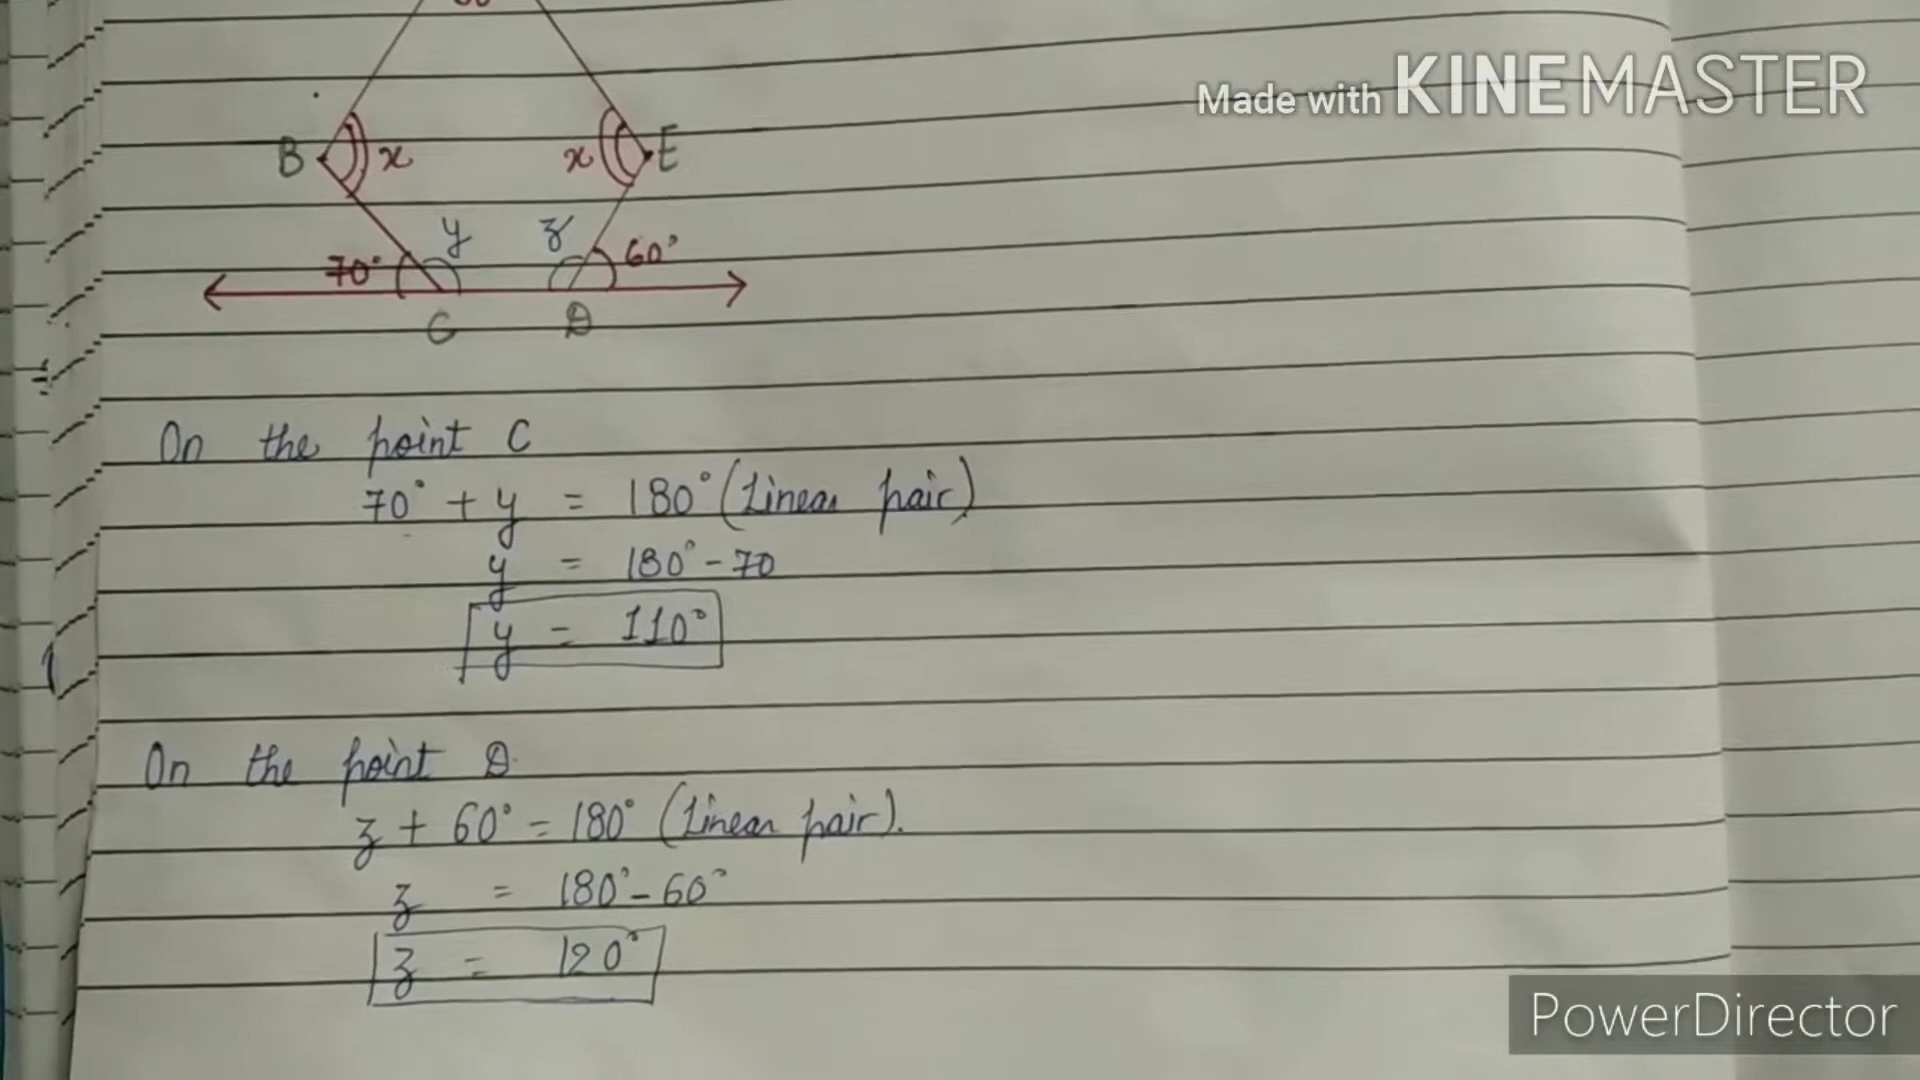 Made with KINEMASTER
B x x E
y z
70° 60°
C D
On the point C
70° + y = 180° (Linear pair)
y = 180° - 70
y = 110°
On the point D
z + 60° = 180° (Linear pair).
z = 180° - 60°
z = 120°
PowerDirector